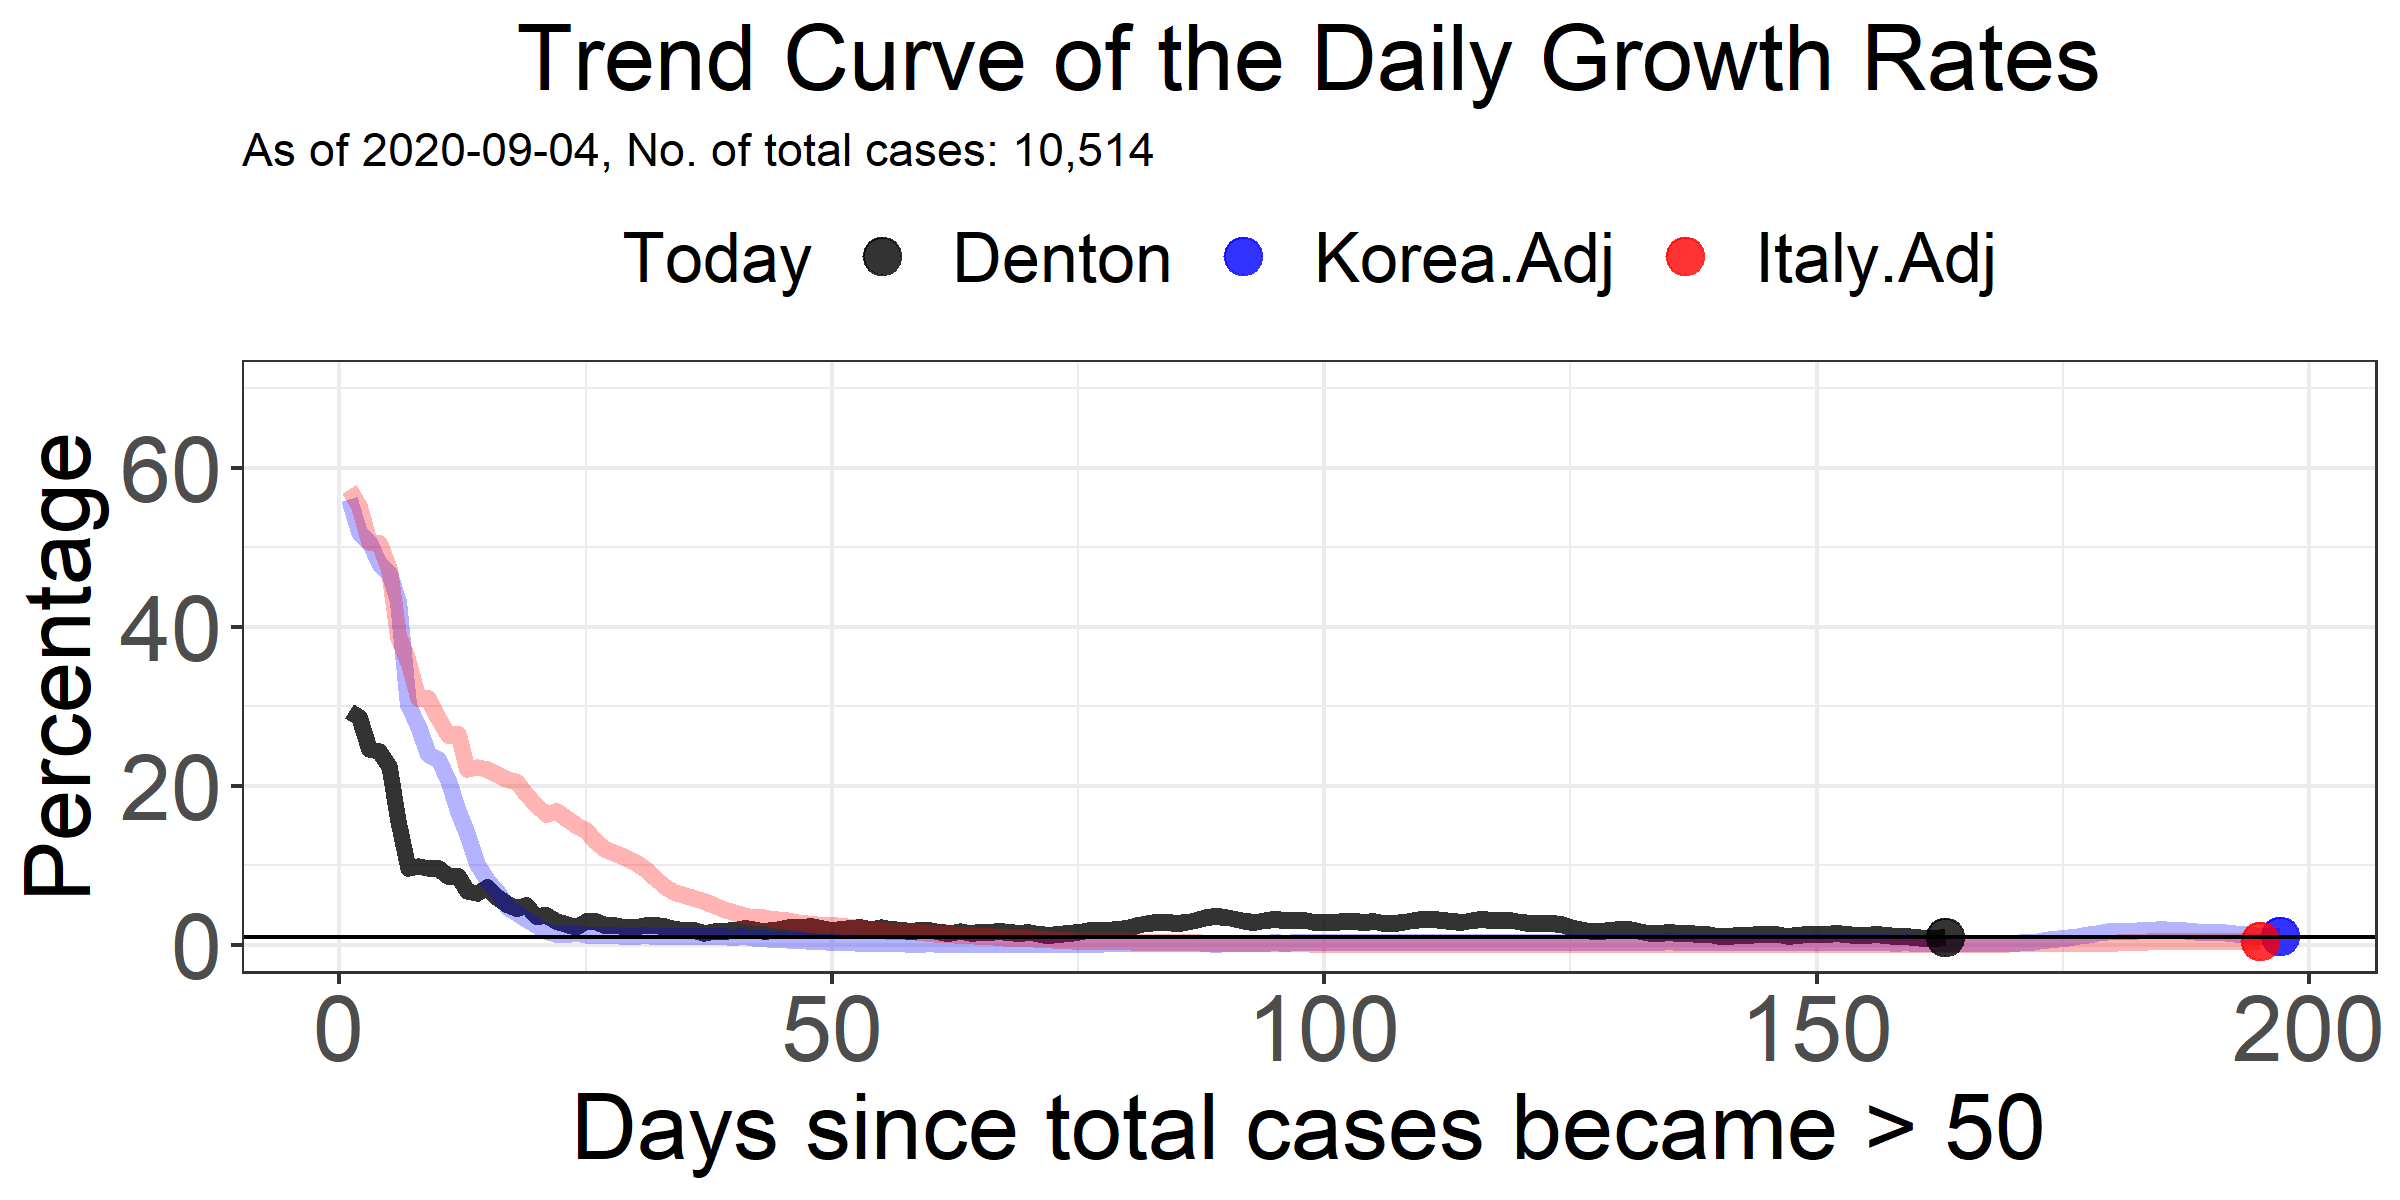 Trend Curve of the Daily Growth Rates
As of 2020-09-04, No. of total cases: 10,514
Today Denton Korea.Adj Italy.Adj
Percentage
60
40
20
0
0 50 100 150 200
Days since total cases became > 50